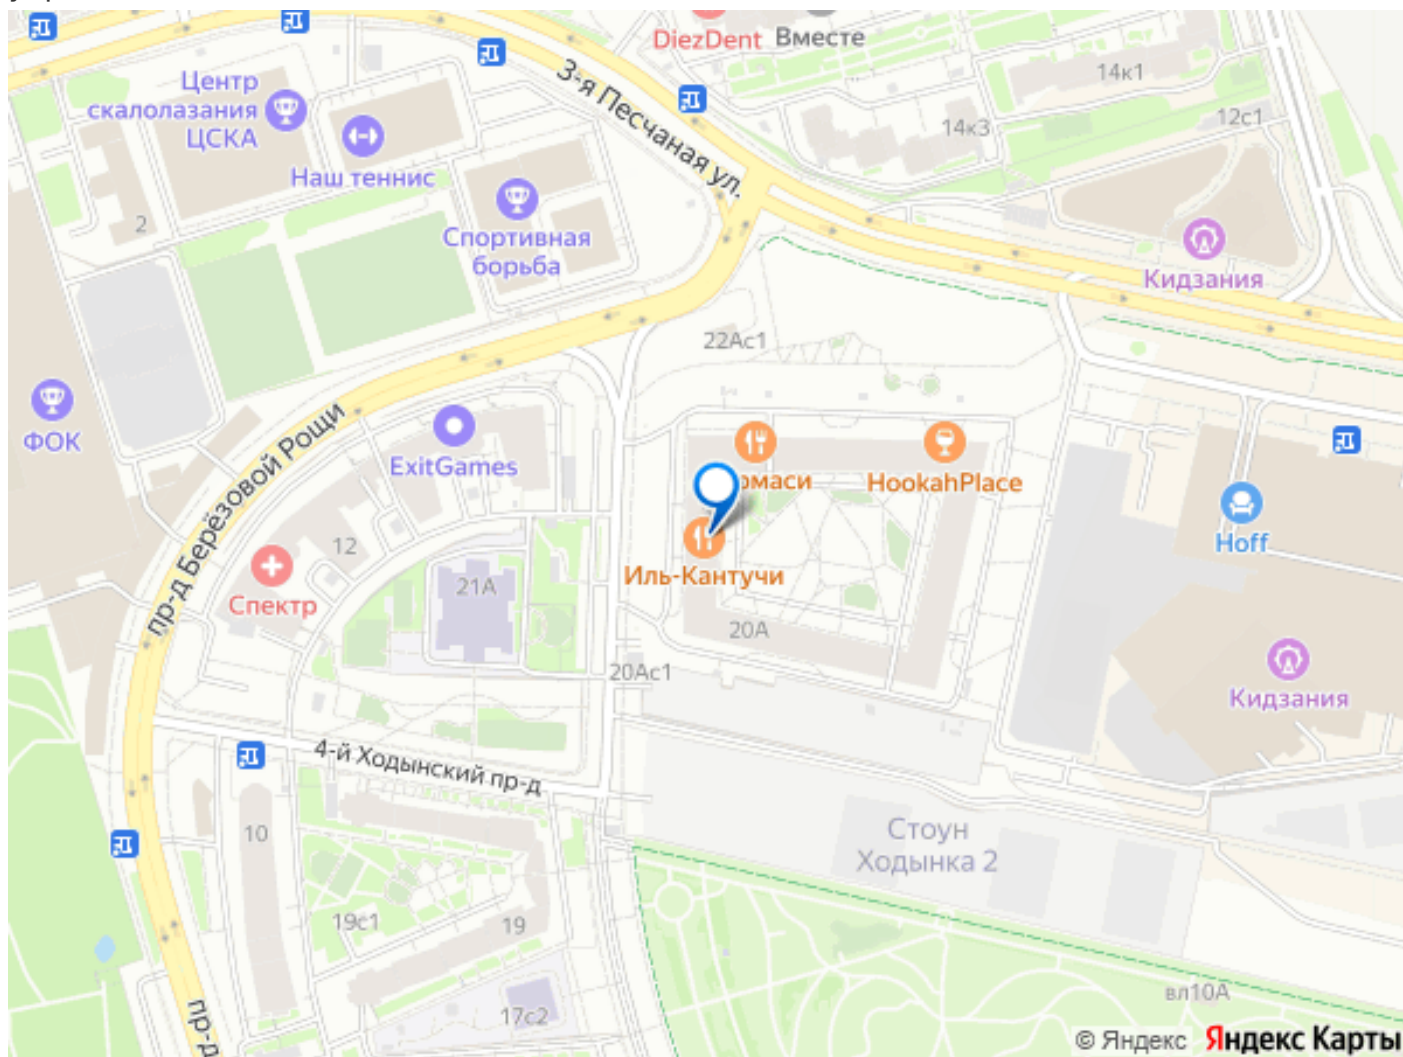 DiezDent
Вместе
Центр
скалолазания
ЦСКА
3-я Песчаная ул.
14к1
14к3
12с1
Наш теннис
2
Спортивная
борьба
Кидзания
22Ас1
ФОК
пр-д Берёзовой Рощи
ExitGames
HookahPlace
Hoff
12
Иль-Кантучи
21А
Спектр
20А
20Ас1
Кидзания
4-й Ходынский пр-д
10
Стоун
Ходынка 2
19с1
19
вл10А
17с2
пр-д
© Яндекс Яндекс Карты